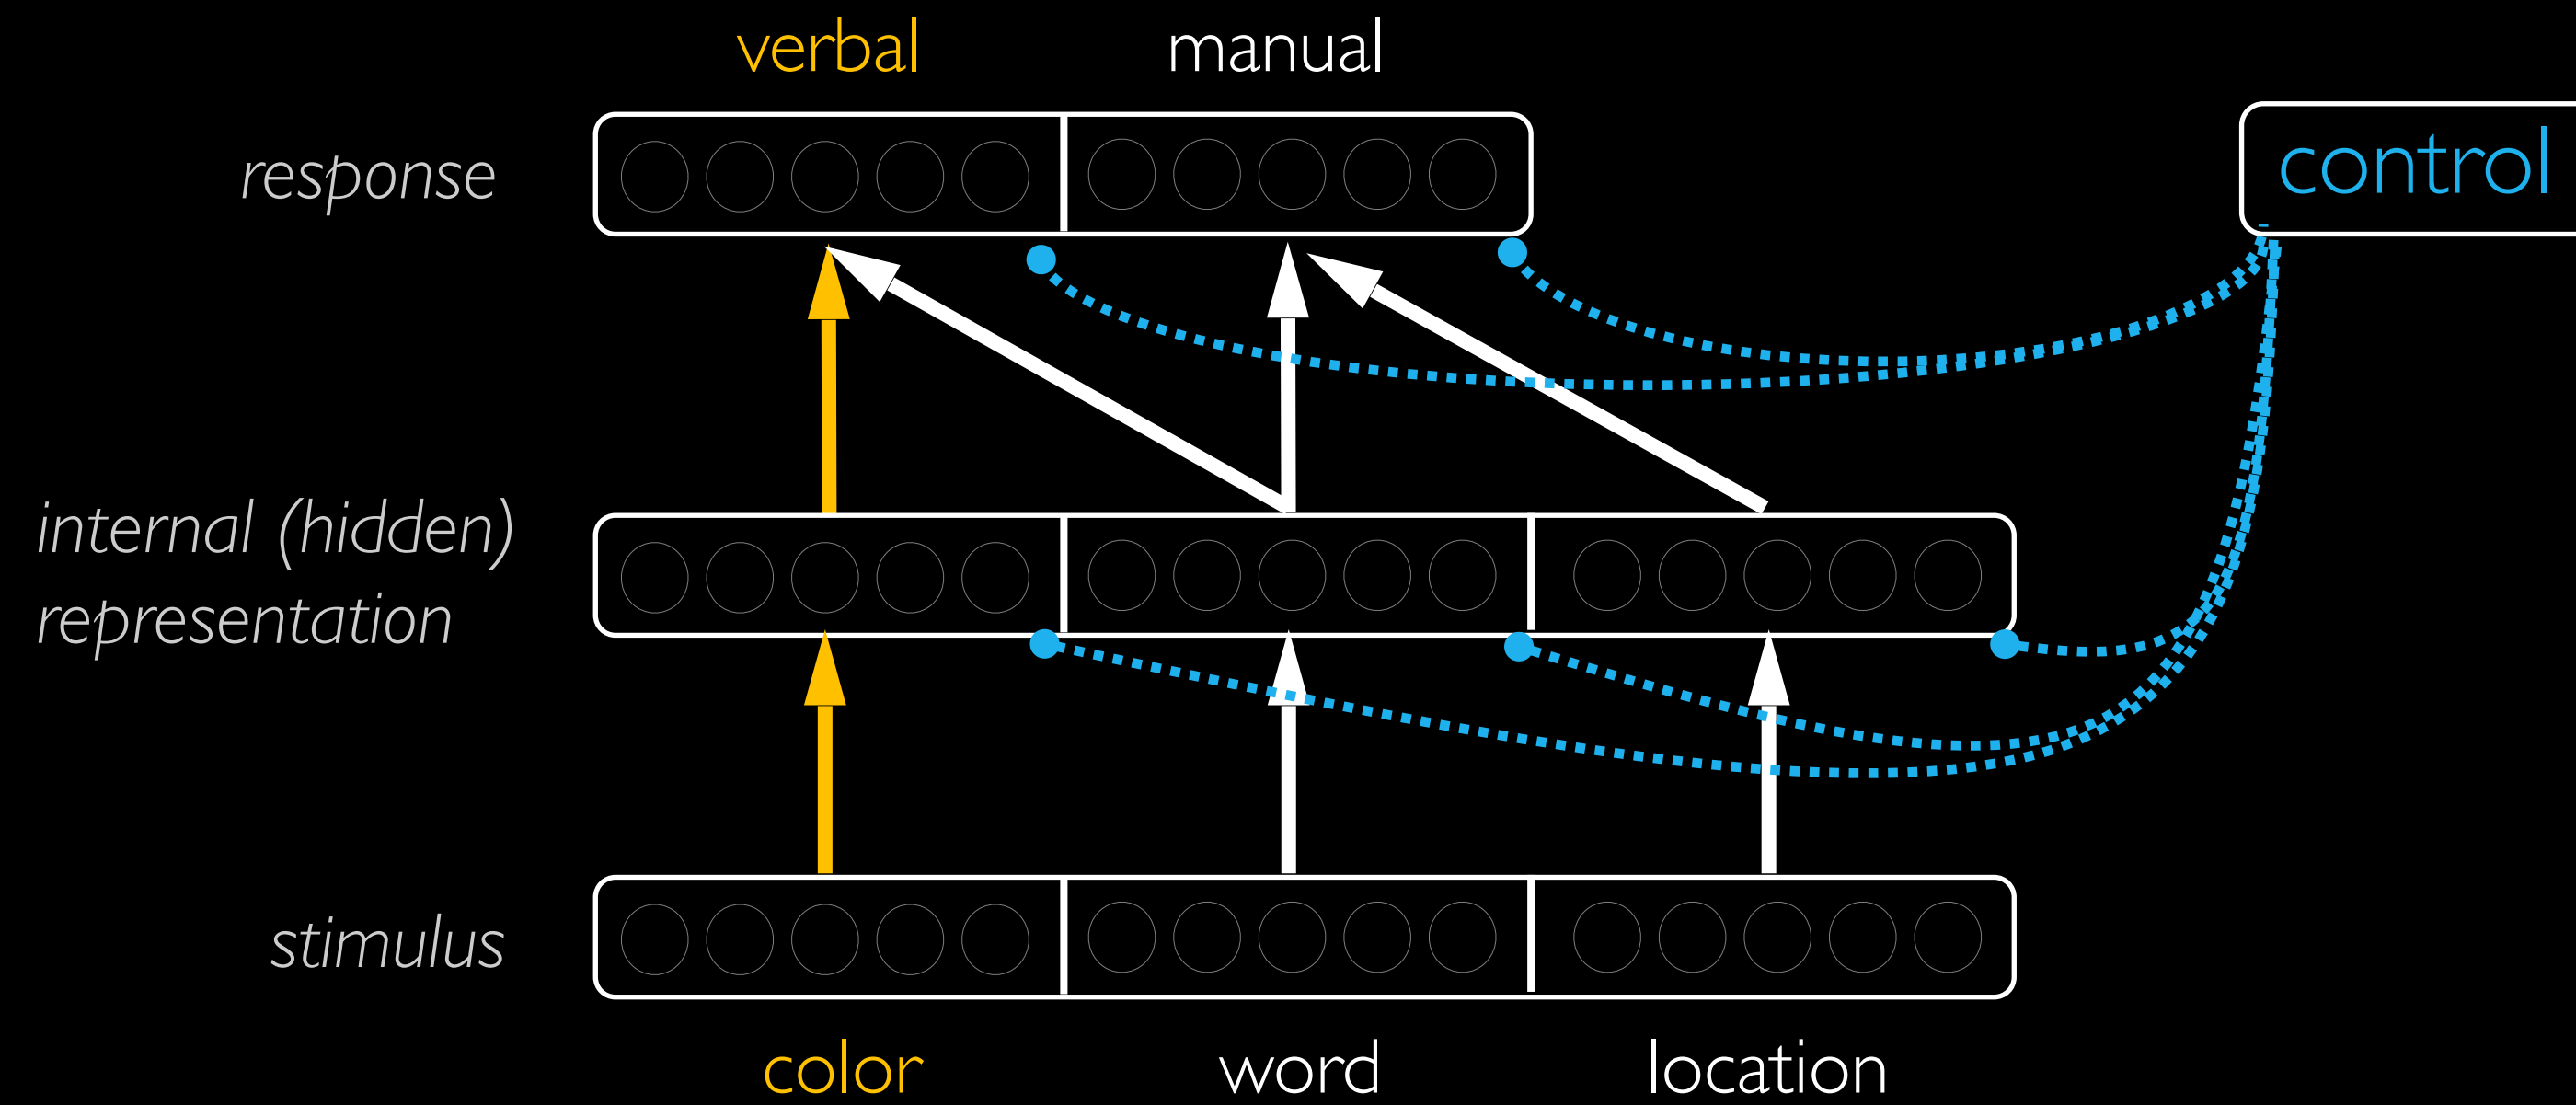 verbal
manual
response
control
internal (hidden)
representation
stimulus
color
word
location